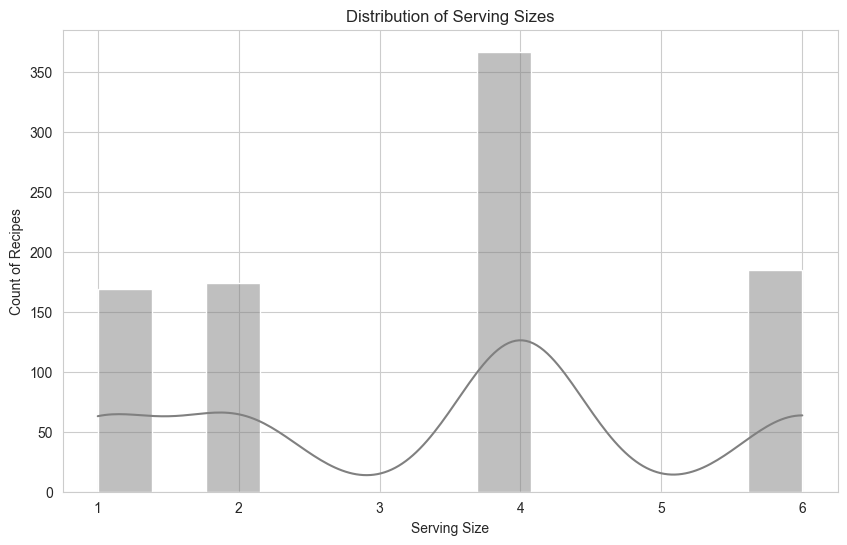 Distribution of Serving Sizes
Count of Recipes
350
300
250
200
150
100
50
0
1 2 3 4 5 6
Serving Size